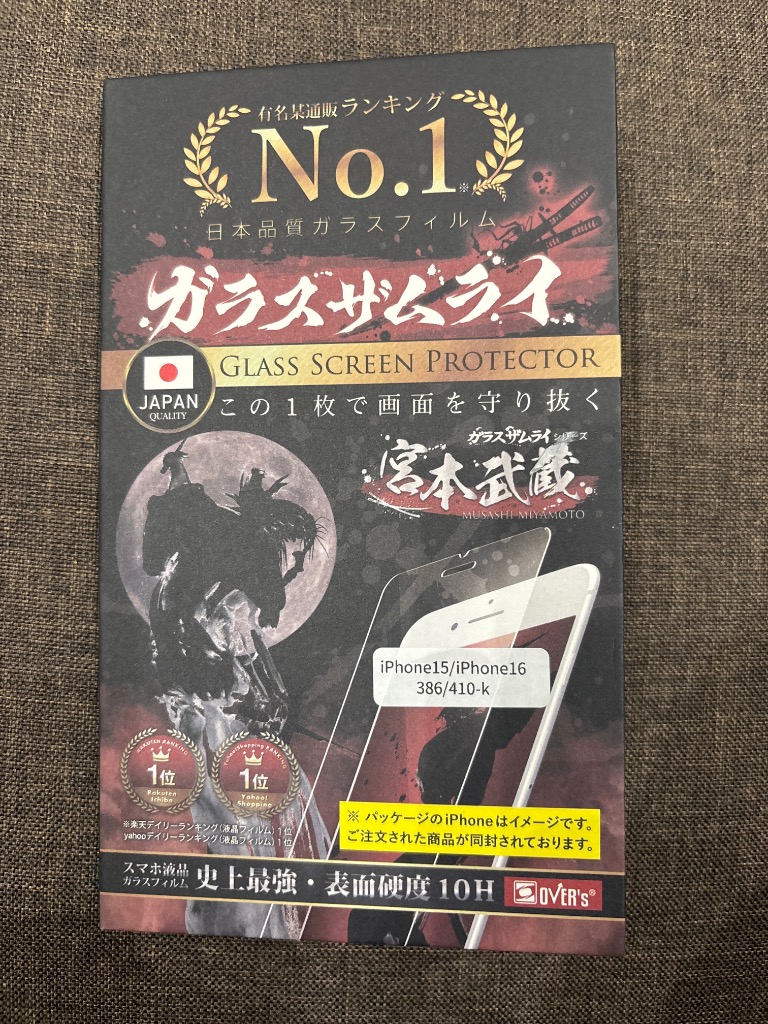 有名某通販ランキング
No.1※
日本品質ガラスフィルム
ガラスザムライ
GLASS SCREEN PROTECTOR
JAPAN
QUALITY
この1枚で画面を守り抜く
ガラスザムライシリーズ
宮本武蔵
MUSASHI MIYAMOTO
iPhone15/iPhone16
386/410-k
RAKUTEN RANKING
1位
Rakuten
Ichiba
Yahoo!Shopping RANKING
1位
Yahoo!
Shopping
※楽天デイリーランキング(液晶フィルム)1位
yahooデイリーランキング(液晶フィルム)1位
※ パッケージのiPhoneはイメージです。
ご注文された商品が同封されております。
スマホ液晶
ガラスフィルム
史上最強・表面硬度10H
OVER's®